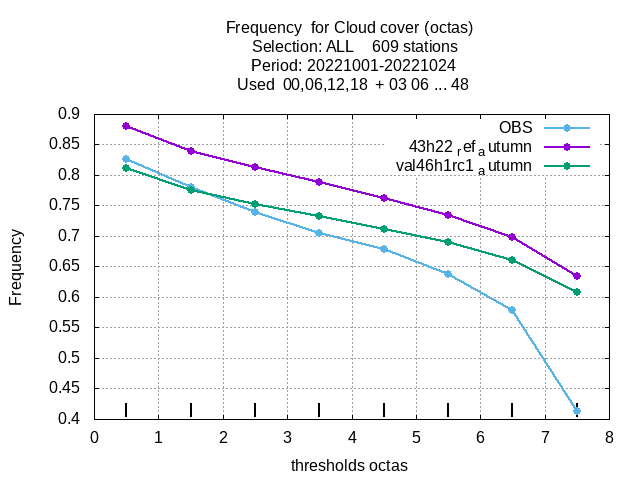 Frequency  for Cloud cover (octas)
Selection: ALL    609 stations
Period: 20221001-20221024
Used  00,06,12,18  + 03 06 ... 48
OBS
43h22 ref autumn
val46h1rc1 autumn
0.9
0.85
0.8
0.75
0.7
0.65
0.6
0.55
0.5
0.45
0.4
Frequency
0 1 2 3 4 5 6 7 8
thresholds octas